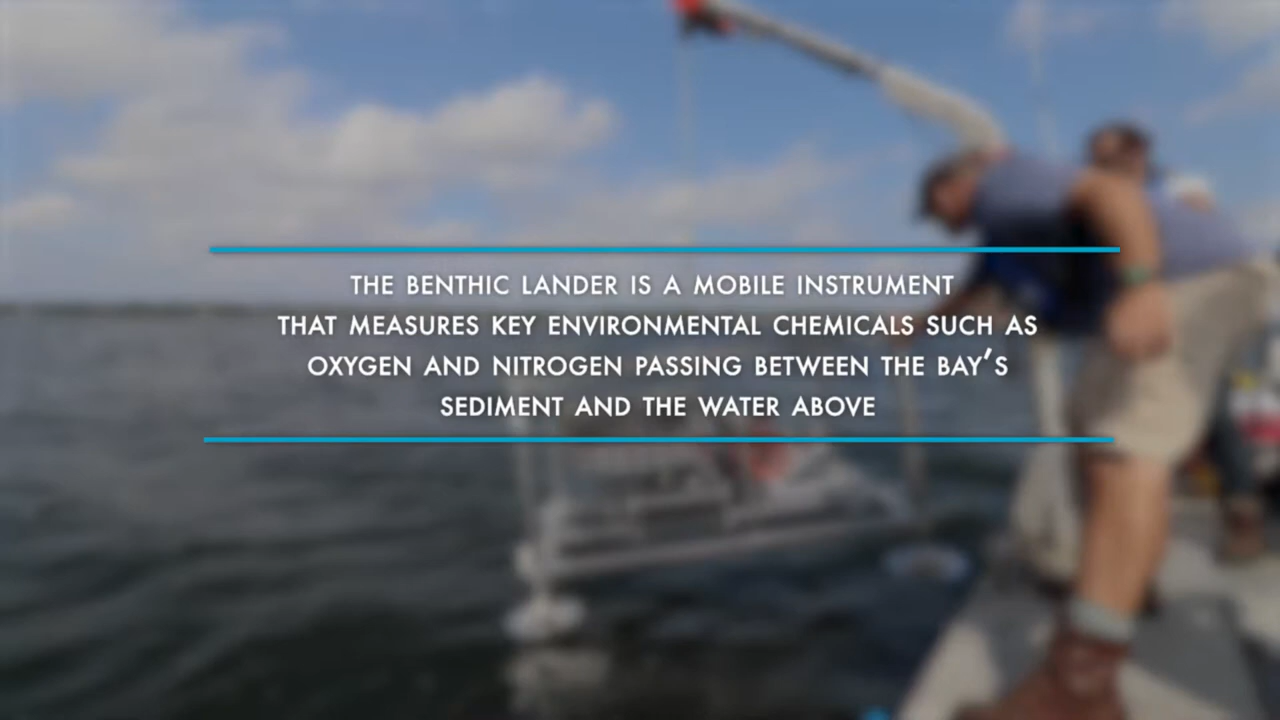 THE BENTHIC LANDER IS A MOBILE INSTRUMENT
THAT MEASURES KEY ENVIRONMENTAL CHEMICALS SUCH AS
OXYGEN AND NITROGEN PASSING BETWEEN THE BAY'S
SEDIMENT AND THE WATER ABOVE